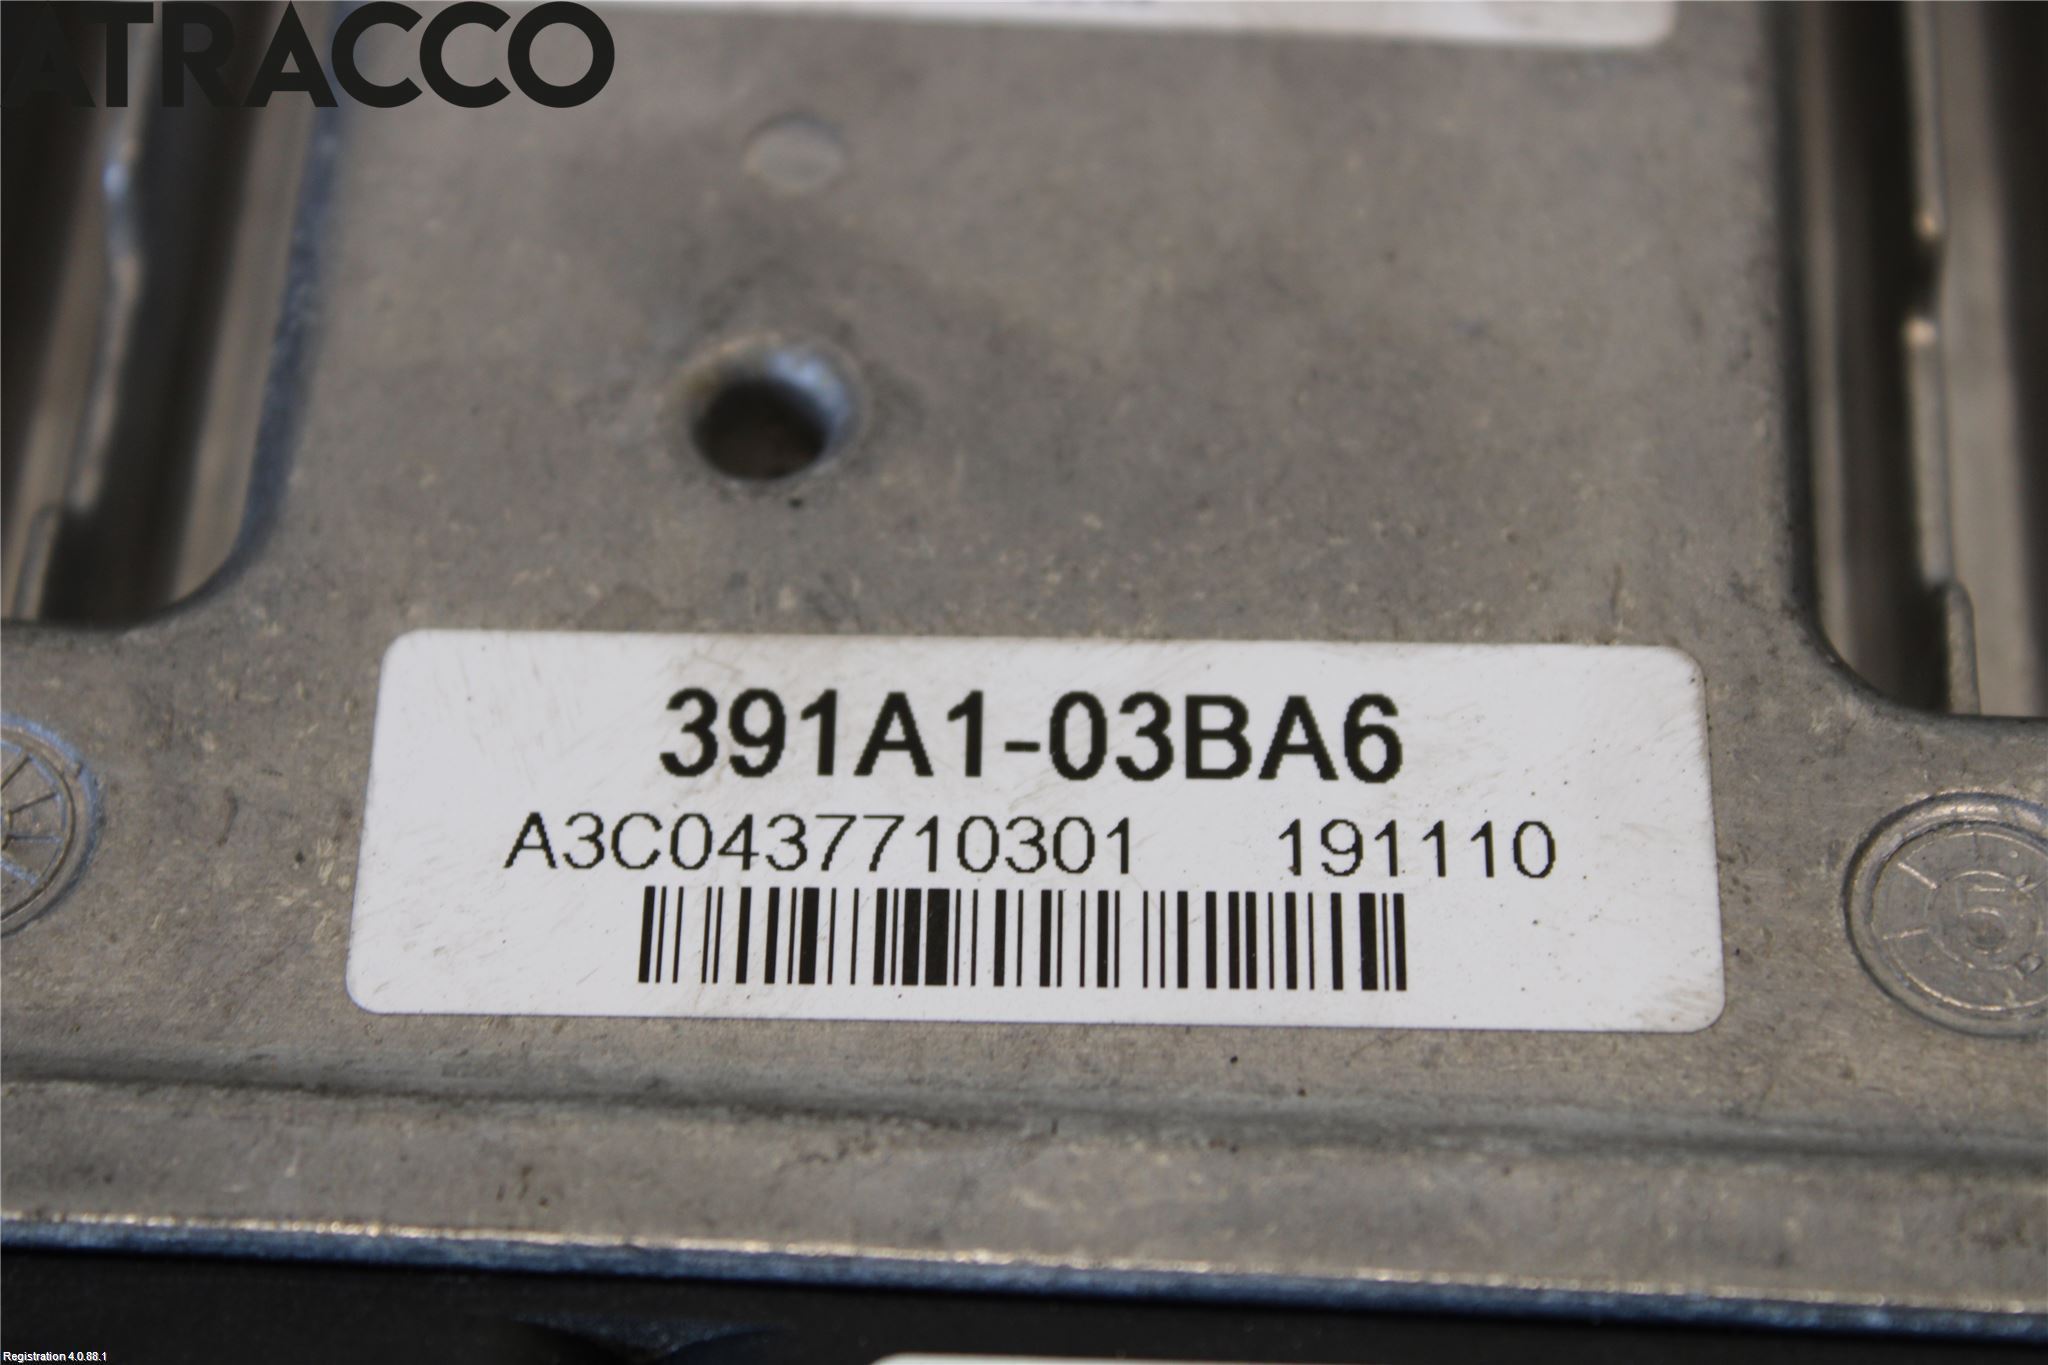 ATRACCO
391A1-03BA6
A3C0437710301 191110
Registration 4.0.88.1